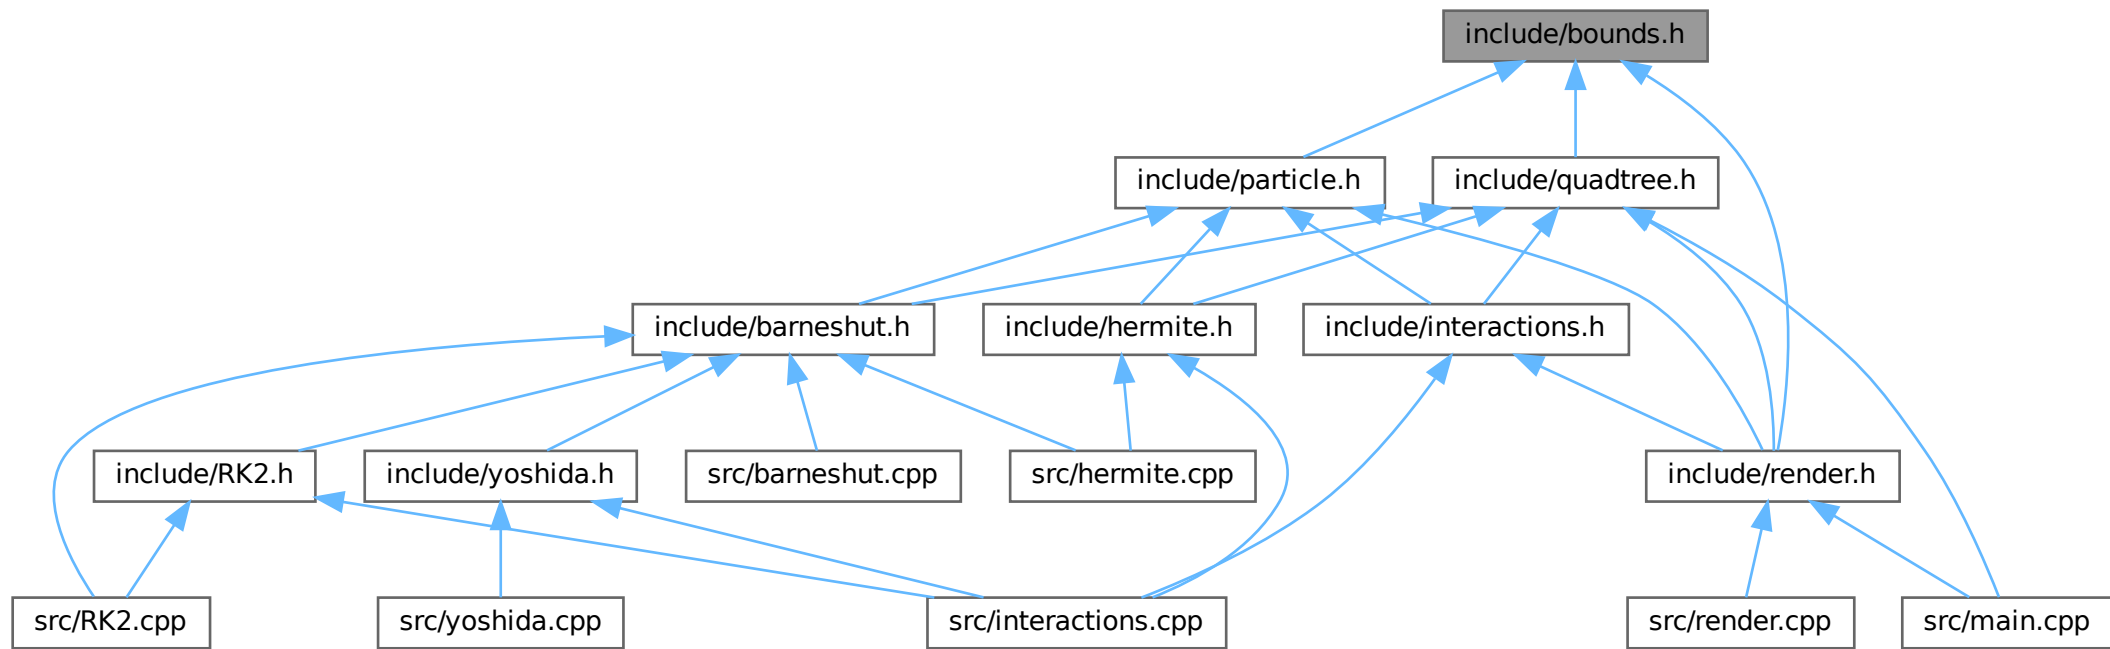 include/bounds.h
include/particle.h
include/quadtree.h
include/barneshut.h
include/hermite.h
include/interactions.h
include/RK2.h
include/yoshida.h
src/barneshut.cpp
src/hermite.cpp
include/render.h
src/RK2.cpp
src/yoshida.cpp
src/interactions.cpp
src/render.cpp
src/main.cpp